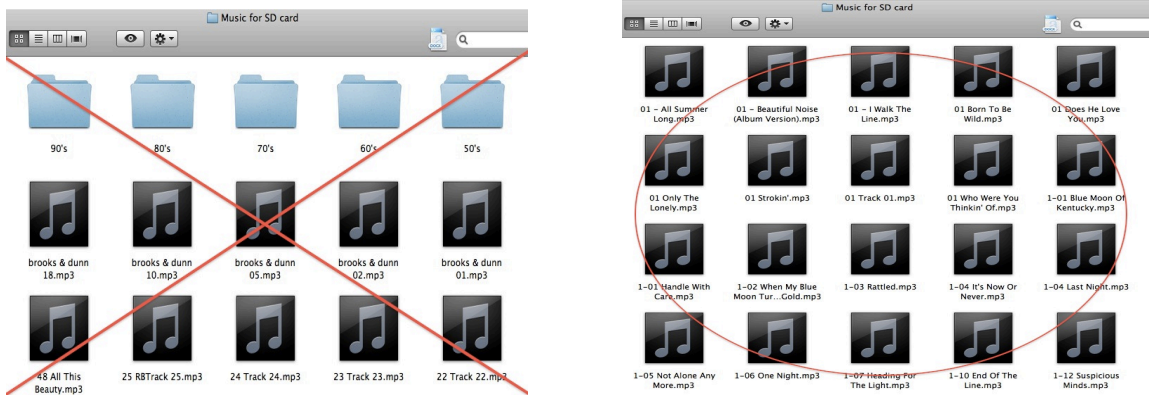 Music for SD card
90's
80's
70's
60's
50's
brooks & dunn
18.mp3
brooks & dunn
10.mp3
brooks & dunn
05.mp3
brooks & dunn
02.mp3
brooks & dunn
01.mp3
48 All This
Beauty.mp3
25 Track 25.mp3
24 Track 24.mp3
23 Track 23.mp3
22 Track 22.mp3
Music for SD card
01 - All Summer
Long.mp3
01 - Beautiful Noise
(Album Version).mp3
01 - I Walk The
Line.mp3
01 Born To Be
Wild.mp3
01 Does He Love
You.mp3
01 Only The
Lonely.mp3
01 Strokin'.mp3
01 Track 01.mp3
01 Who Were You
Thinkin' Of.mp3
1-01 Blue Moon Of
Kentucky.mp3
1-01 Handle With
Care.mp3
1-02 When My Blue
Moon Tur...Gold.mp3
1-03 Rattled.mp3
1-04 It's Now Or
Never.mp3
1-04 Last Night.mp3
1-05 Not Alone Any
More.mp3
1-06 One Night.mp3
1-07 Heading For
The Light.mp3
1-10 End Of The
Line.mp3
1-12 Suspicious
Minds.mp3